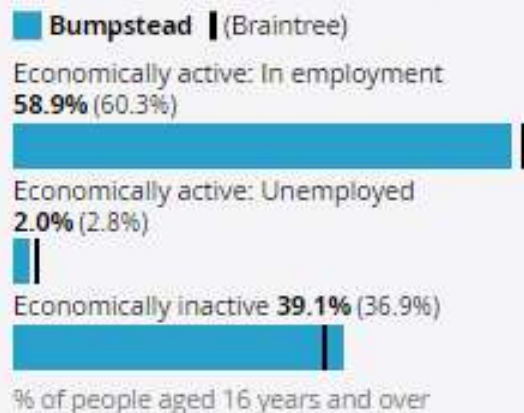 Bumpstead (Braintree)
Economically active: In employment
58.9% (60.3%)
Economically active: Unemployed
2.0% (2.8%)
Economically inactive 39.1% (36.9%)
% of people aged 16 years and over